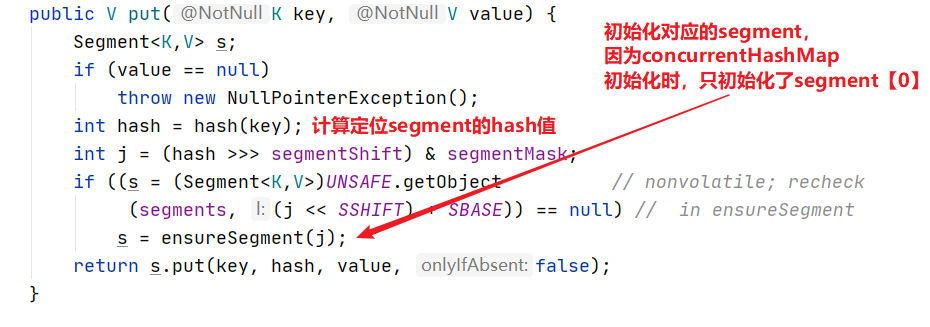 public V put( @NotNull K key, @NotNull V value) {
初始化对应的segment,
Segment<K,V> s;
因为concurrentHashMap
if (value == null)
初始化时，只初始化了segment【0】
throw new NullPointerException();
int hash = hash(key); 计算定位segment的hash值
int j = (hash >>> segmentShift) & segmentMask;
if ((s = (Segment<K,V>)UNSAFE.getObject // nonvolatile; recheck
(segments, l: (j << SSHIFT) + SBASE)) == null) // in ensureSegment
s = ensureSegment(j);
return s.put(key, hash, value, onlyIfAbsent: false);
}